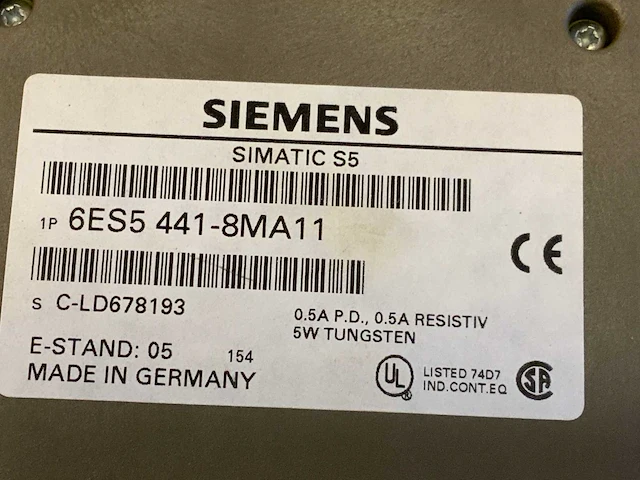 SIEMENS
SIMATIC S5
1P 6ES5 441-8MA11
S C-LD678193
0.5A P.D., 0.5A RESISTIV
5W TUNGSTEN
E-STAND: 05 154
MADE IN GERMANY
UL ®
LISTED 74D7
IND.CONT.EQ
CE
SA